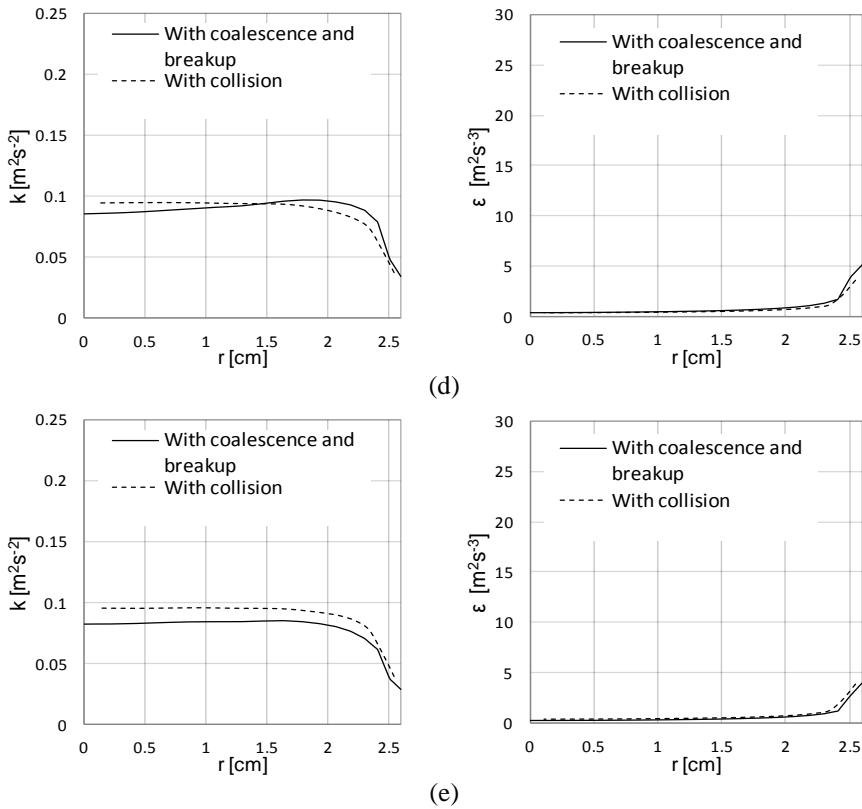 0.25
0.2
0.15
0.1
0.05
0
k [m²s⁻²]
With coalescence and
breakup
With collision
0 0.5 1 1.5 2 2.5
r [cm]
30
25
20
15
10
5
0
ε [m²s⁻³]
With coalescence and
breakup
With collision
0 0.5 1 1.5 2 2.5
r [cm]
(d)
0.25
0.2
0.15
0.1
0.05
0
k [m²s⁻²]
With coalescence and
breakup
With collision
0 0.5 1 1.5 2 2.5
r [cm]
30
25
20
15
10
5
0
ε [m²s⁻³]
With coalescence and
breakup
With collision
0 0.5 1 1.5 2 2.5
r [cm]
(e)